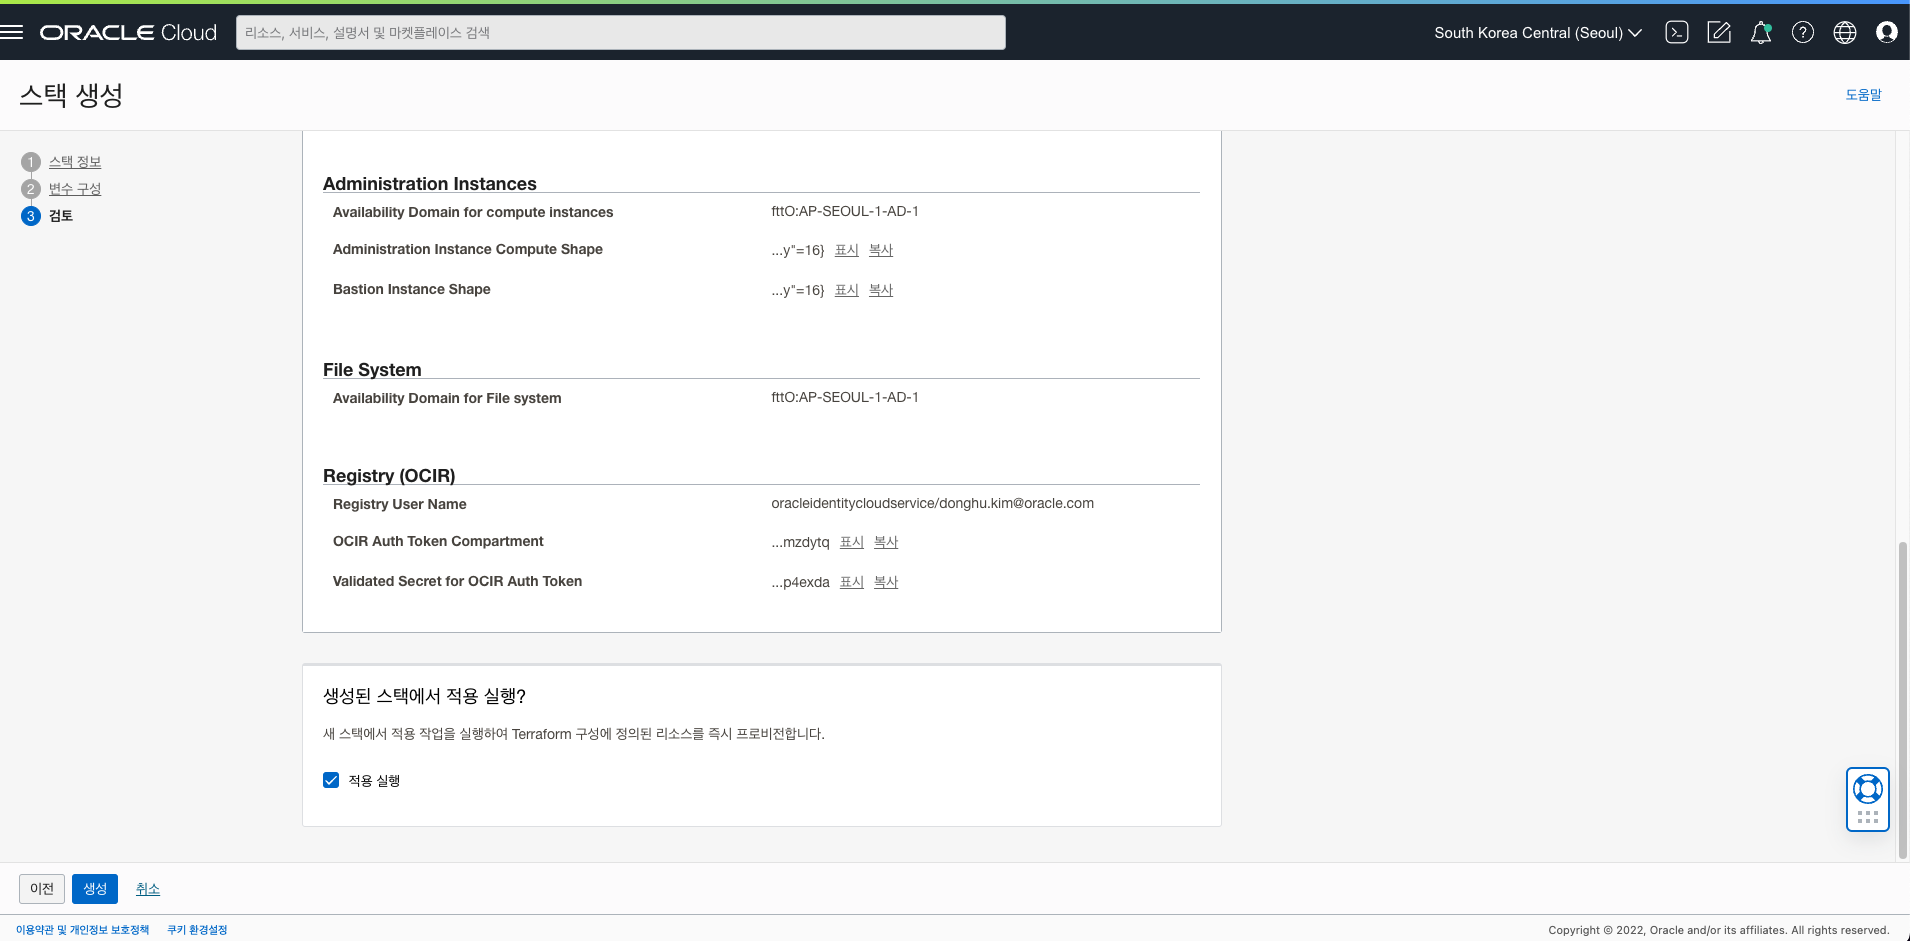 ORACLE Cloud
리소스, 서비스, 설명서 및 마켓플레이스 검색
South Korea Central (Seoul)
스택 생성
도움말
1 스택 정보
2 변수 구성
3 검토
Administration Instances
Availability Domain for compute instances fttO:AP-SEOUL-1-AD-1
Administration Instance Compute Shape ...y"=16} 표시 복사
Bastion Instance Shape ...y"=16} 표시 복사
File System
Availability Domain for File system fttO:AP-SEOUL-1-AD-1
Registry (OCIR)
Registry User Name oracleidentitycloudservice/donghu.kim@oracle.com
OCIR Auth Token Compartment ...mzdytq 표시 복사
Validated Secret for OCIR Auth Token ...p4exda 표시 복사
생성된 스택에서 적용 실행?
새 스택에서 적용 작업을 실행하여 Terraform 구성에 정의된 리소스를 즉시 프로비전합니다.
적용 실행
이전 생성 취소
이용약관 및 개인정보 보호정책 쿠키 환경설정
Copyright © 2022, Oracle and/or its affiliates. All rights reserved.